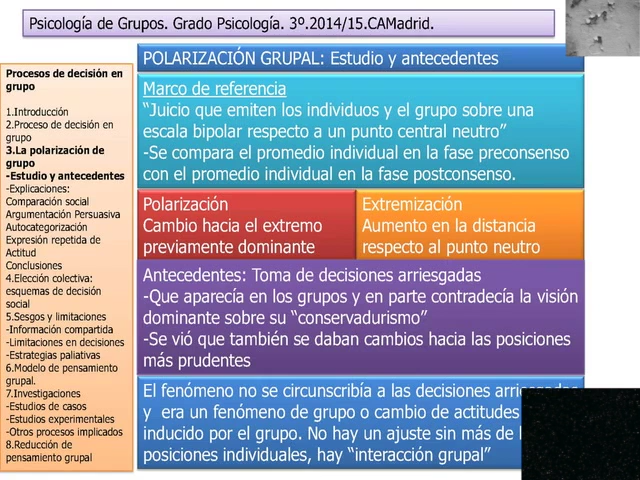 Psicología de Grupos. Grado Psicología. 3º.2014/15.CAMadrid.
Procesos de decisión en
grupo
1.Introducción
2.Proceso de decisión en
grupo
3.La polarización de
grupo
-Estudio y antecedentes
-Explicaciones:
Comparación social
Argumentación Persuasiva
Autocategorización
Expresión repetida de
Actitud
Conclusiones
4.Elección colectiva:
esquemas de decisión
social
5.Sesgos y limitaciones
-Información compartida
-Limitaciones en decisiones
-Estrategias paliativas
6.Modelo de pensamiento
grupal.
7.Investigaciones
-Estudios de casos
-Estudios experimentales
-Otros procesos implicados
8.Reducción de
pensamiento grupal
POLARIZACIÓN GRUPAL: Estudio y antecedentes
Marco de referencia
“Juicio que emiten los individuos y el grupo sobre una
escala bipolar respecto a un punto central neutro”
-Se compara el promedio individual en la fase preconsenso
con el promedio individual en la fase postconsenso.
Polarización
Cambio hacia el extremo
previamente dominante
Extremización
Aumento en la distancia
respecto al punto neutro
Antecedentes: Toma de decisiones arriesgadas
-Que aparecía en los grupos y en parte contradecía la visión
dominante sobre su “conservadurismo”
-Se vió que también se daban cambios hacia las posiciones
más prudentes
El fenómeno no se circunscribía a las decisiones arriesgadas
y era un fenómeno de grupo o cambio de actitudes
inducido por el grupo. No hay un ajuste sin más de
posiciones individuales, hay “interacción grupal”